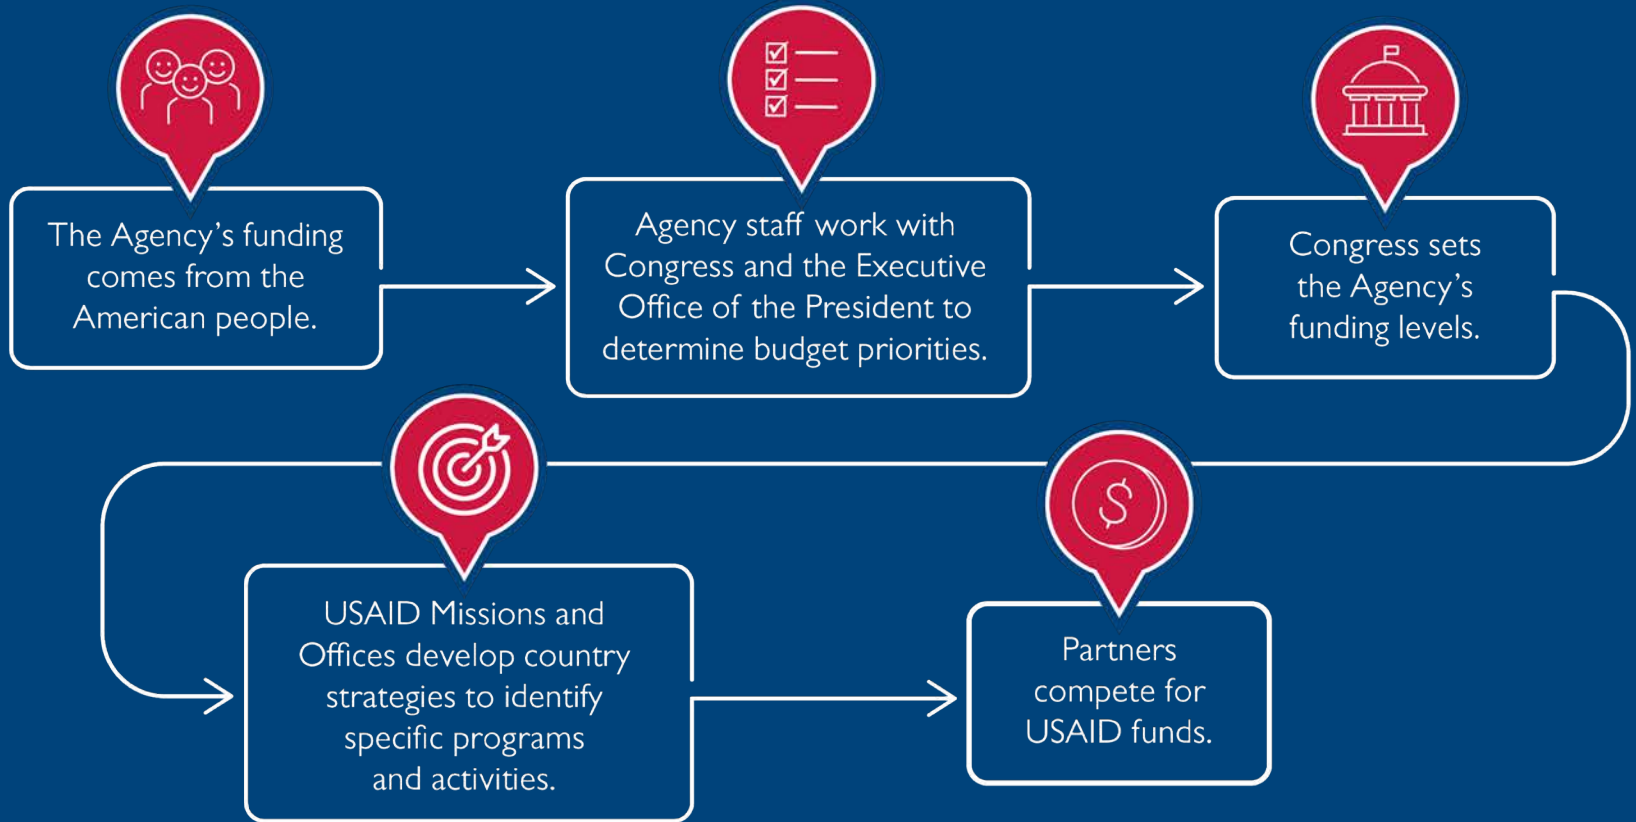 The Agency's funding
comes from the
American people.
Agency staff work with
Congress and the Executive
Office of the President to
determine budget priorities.
Congress sets
the Agency's
funding levels.
USAID Missions and
Offices develop country
strategies to identify
specific programs
and activities.
$
Partners
compete for
USAID funds.